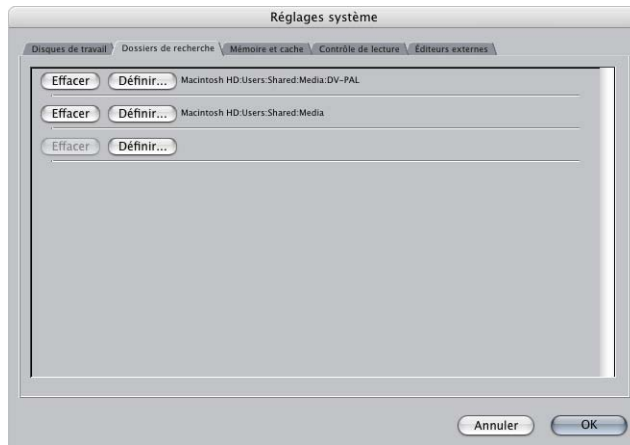 Réglages système
Disques de travail Dossiers de recherche Mémoire et cache Contrôle de lecture Éditeurs externes
Effacer Définir... Macintosh HD:Users:Shared:Media:DV-PAL
Effacer Définir... Macintosh HD:Users:Shared:Media
Effacer Définir...
Annuler OK